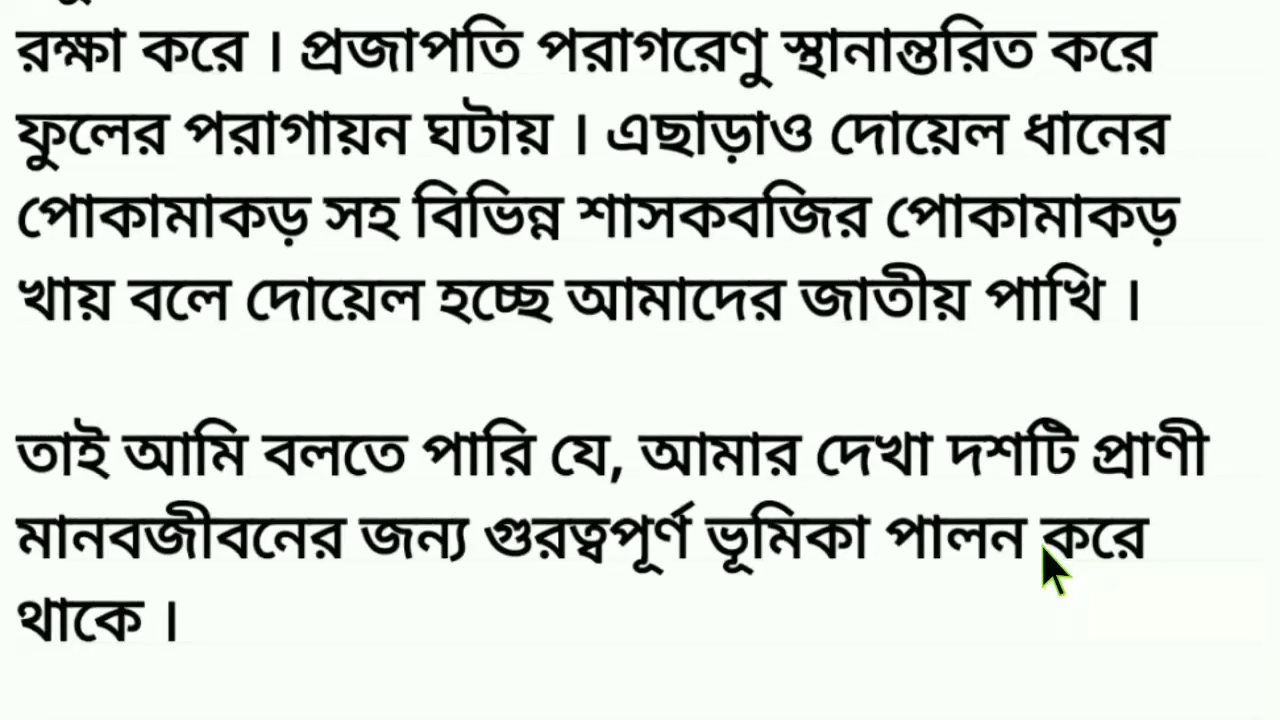 রক্ষা করে । প্রজাপতি পরাগরেণু স্থানান্তরিত করে
ফুলের পরাগায়ন ঘটায় । এছাড়াও দোয়েল ধানের
পোকামাকড় সহ বিভিন্ন শাসকবজির পোকামাকড়
খায় বলে দোয়েল হচ্ছে আমাদের জাতীয় পাখি ।
তাই আমি বলতে পারি যে, আমার দেখা দশটি প্রাণী
মানবজীবনের জন্য গুরত্বপূর্ণ ভূমিকা পালন করে
থাকে ।